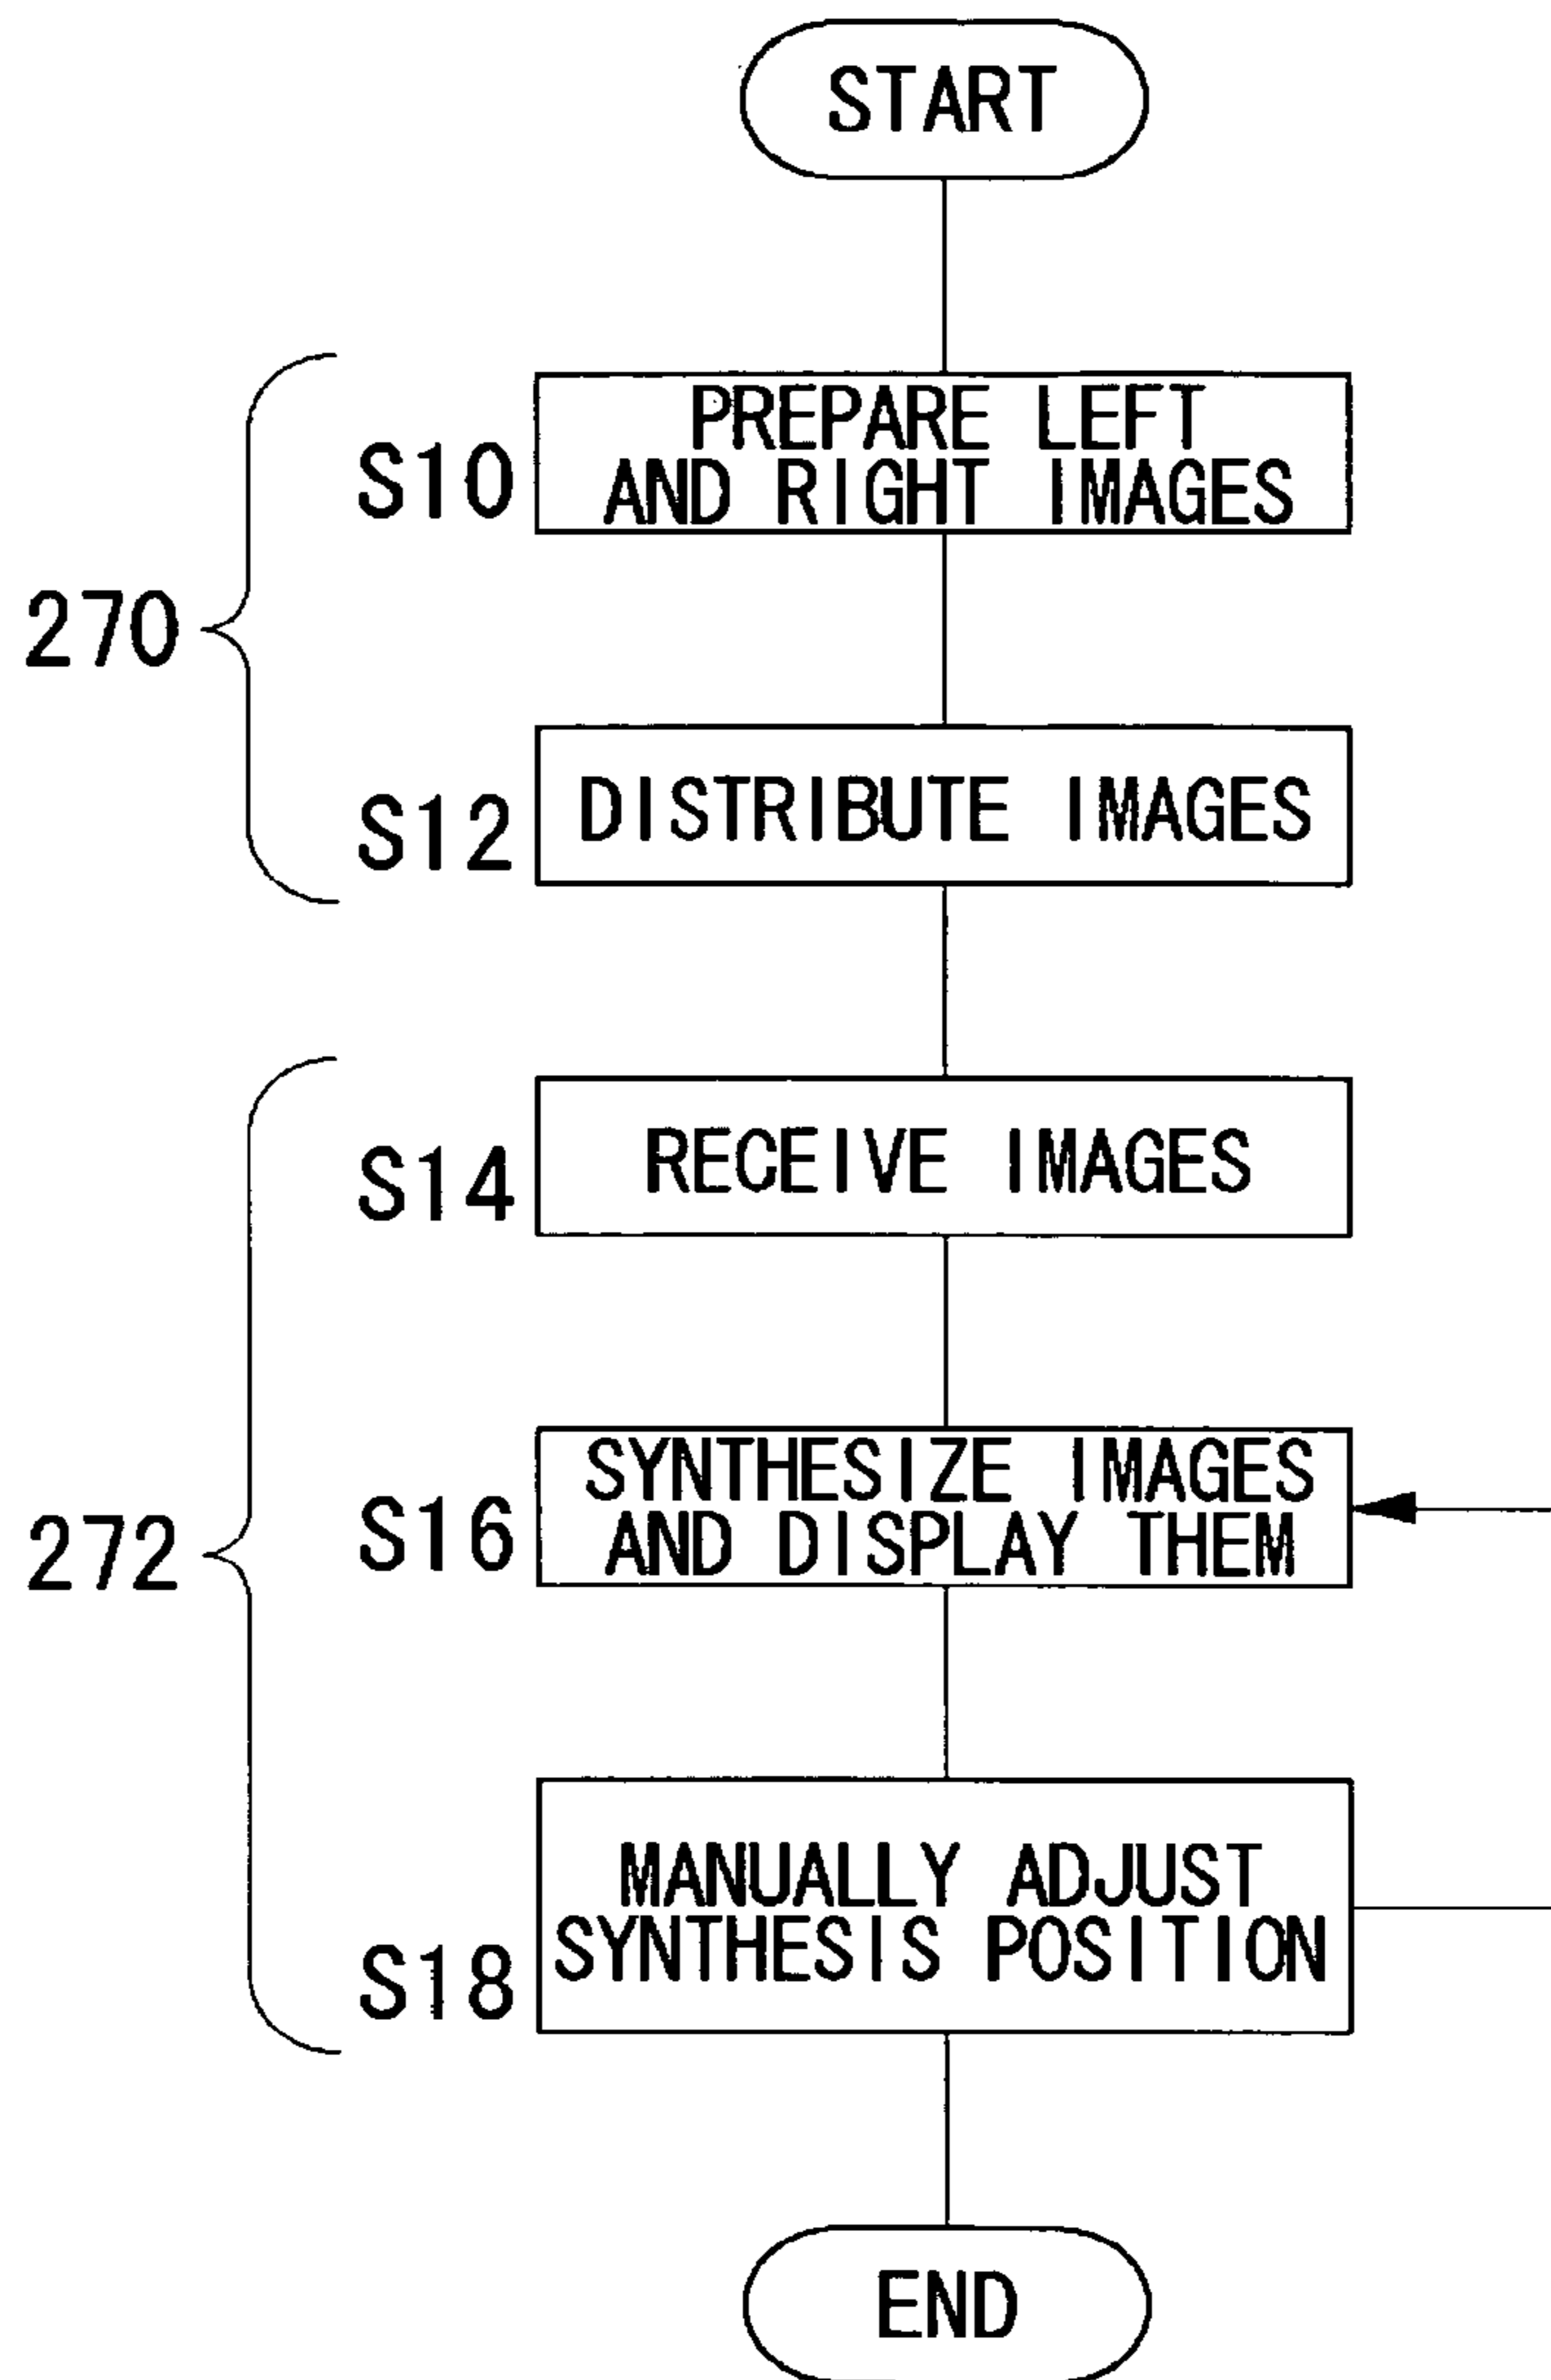 START
PREPARE LEFT
AND RIGHT IMAGES
S10
270
DISTRIBUTE IMAGES
S12
RECEIVE IMAGES
S14
SYNTHESIZE IMAGES
AND DISPLAY THEM
S16
272
MANUALLY ADJUST
SYNTHESIS POSITION
S18
END